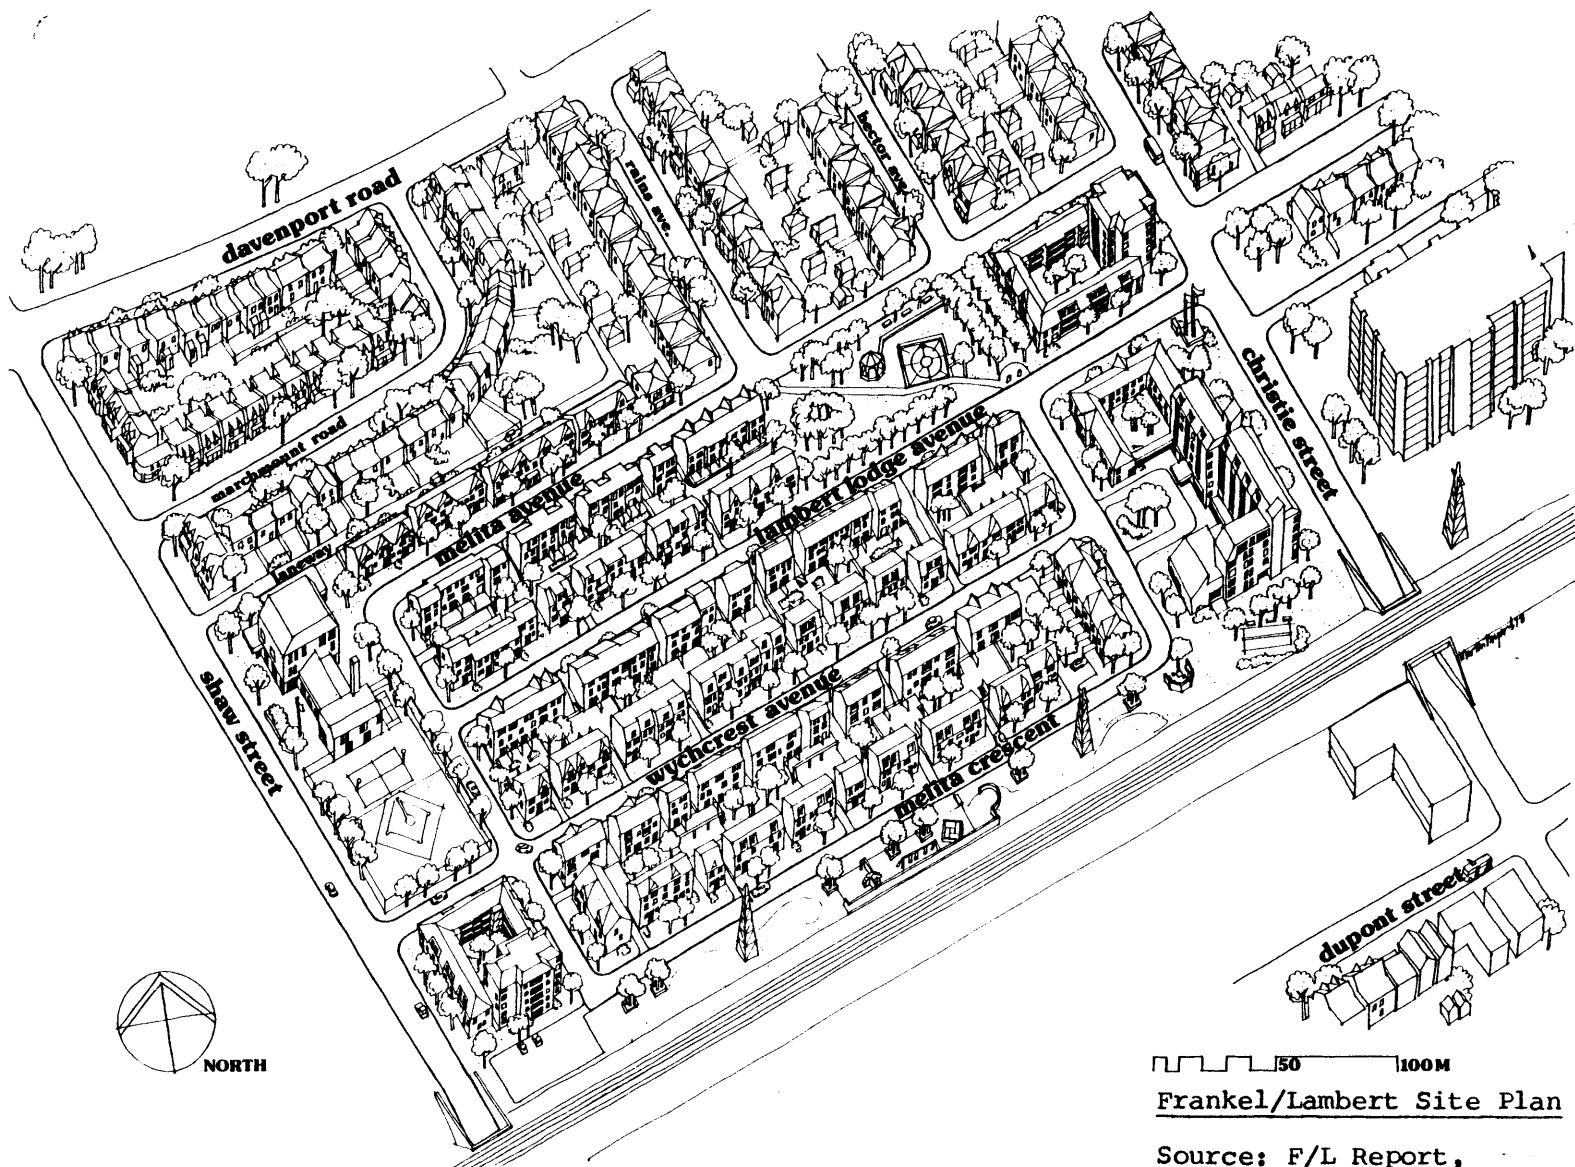 davenport road
rains ave.
hector ave.
marchmount road
laneway
melita avenue
lambert lodge avenue
christie street
shaw street
wychcrest avenue
melita crescent
dupont street
NORTH
50 100M
Frankel/Lambert Site Plan
Source: F/L Report,